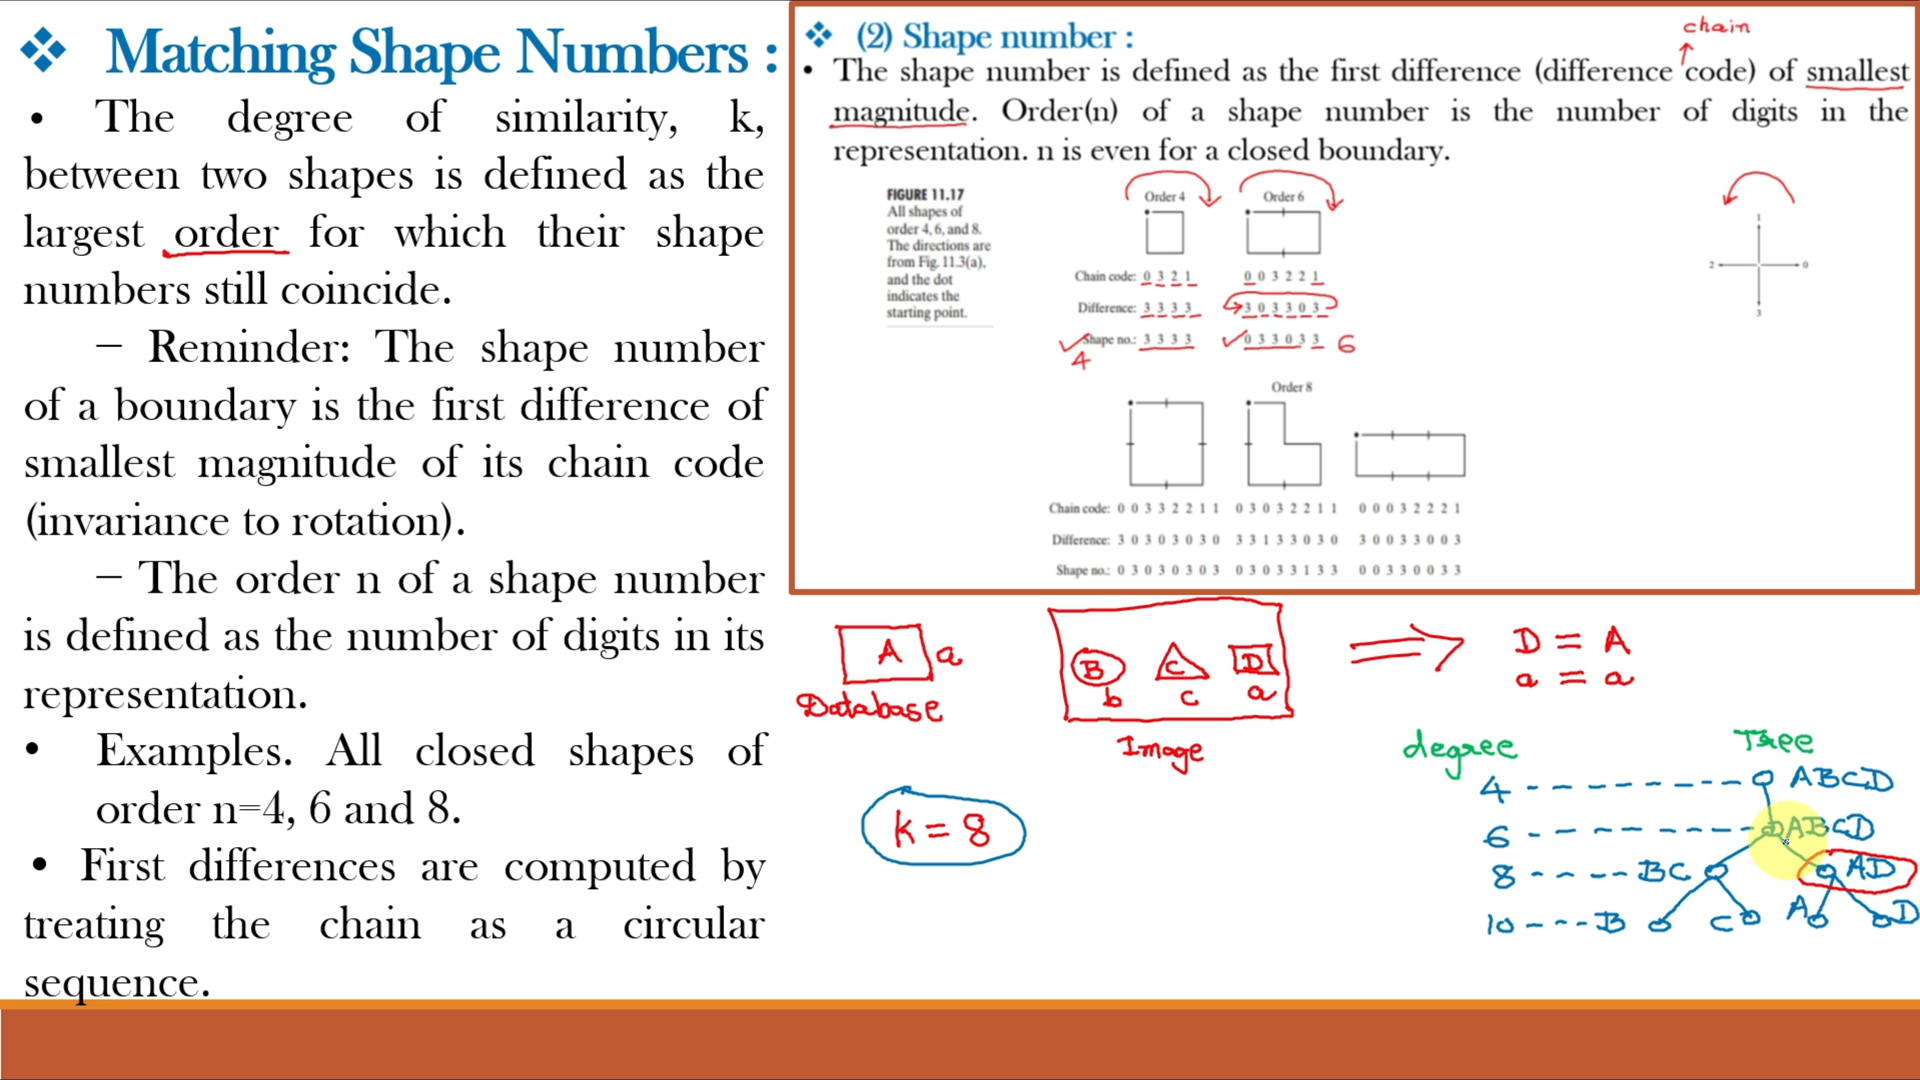 ❖ Matching Shape Numbers :
• The degree of similarity, k,
between two shapes is defined as the
largest order for which their shape
numbers still coincide.
– Reminder: The shape number
of a boundary is the first difference of
smallest magnitude of its chain code
(invariance to rotation).
– The order n of a shape number
is defined as the number of digits in its
representation.
• Examples. All closed shapes of
order n=4, 6 and 8.
• First differences are computed by
treating the chain as a circular
sequence.
❖ (2) Shape number :
chain
• The shape number is defined as the first difference (difference code) of smallest
magnitude. Order(n) of a shape number is the number of digits in the
representation. n is even for a closed boundary.
FIGURE 11.17
All shapes of
order 4, 6, and 8.
The directions are
from Fig. 11.3(a),
and the dot
indicates the
starting point.
Order 4 Order 6
Chain code: 0 3 2 1 0 0 3 2 2 1
Difference: 3 3 3 3 3 0 3 3 0 3
Shape no.: 3 3 3 3 0 3 3 0 3 3 6
4
1
2 0
3
Order 8
Chain code: 0 0 3 3 2 2 1 1 0 3 0 3 2 2 1 1 0 0 0 3 2 2 2 1
Difference: 3 0 3 0 3 0 3 0 3 3 1 3 3 0 3 0 3 0 0 3 3 0 0 3
Shape no.: 0 3 0 3 0 3 0 3 0 3 0 3 3 1 3 3 0 0 3 3 0 0 3 3
A a
Database
B C D
b c a
Image
D = A
a = a
k = 8
degree Tree
4 ABCD
6 ABCD
8 BC AD
10 B C A D